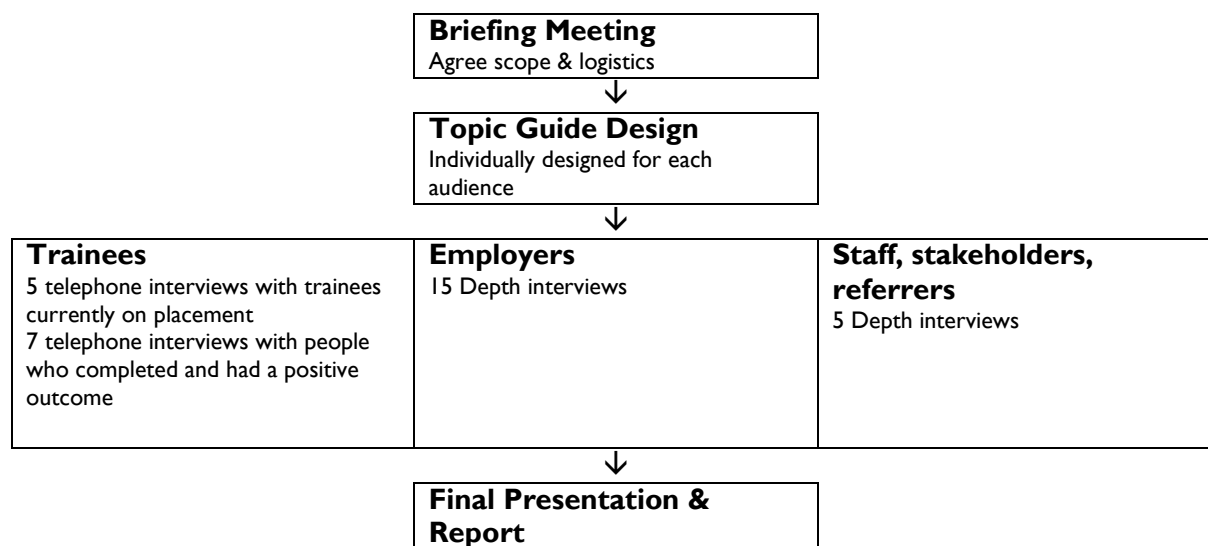 Briefing Meeting
Agree scope & logistics
↓
Topic Guide Design
Individually designed for each
audience
↓
Trainees
5 telephone interviews with trainees
currently on placement
7 telephone interviews with people
who completed and had a positive
outcome
Employers
15 Depth interviews
Staff, stakeholders,
referrers
5 Depth interviews
↓
Final Presentation &
Report